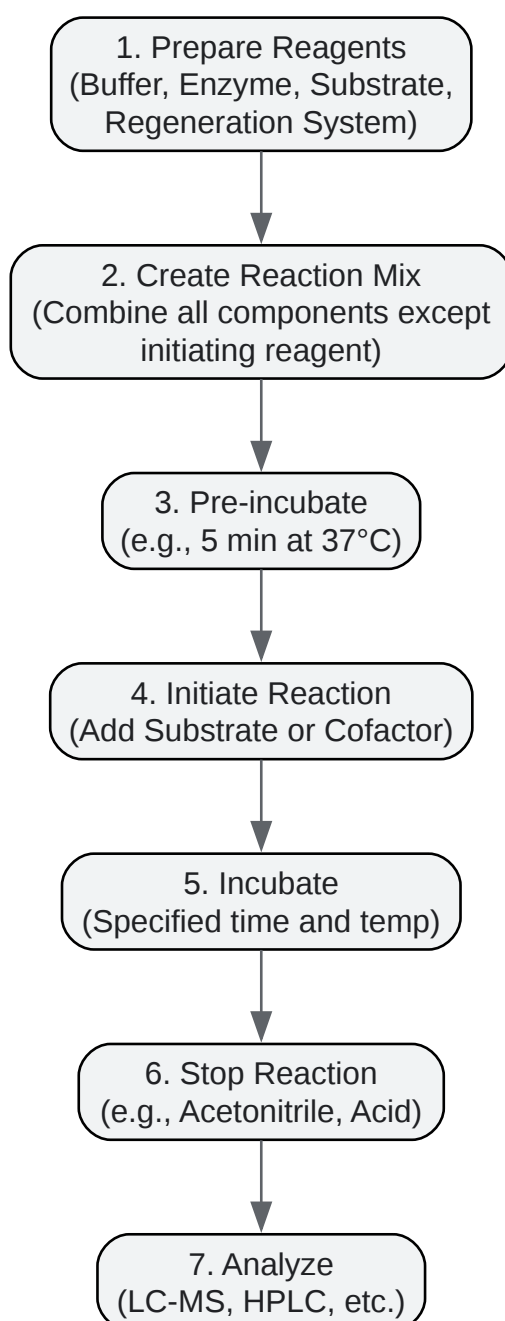 1. Prepare Reagents
(Buffer, Enzyme, Substrate,
Regeneration System)
2. Create Reaction Mix
(Combine all components except
initiating reagent)
3. Pre-incubate
(e.g., 5 min at 37°C)
4. Initiate Reaction
(Add Substrate or Cofactor)
5. Incubate
(Specified time and temp)
6. Stop Reaction
(e.g., Acetonitrile, Acid)
7. Analyze
(LC-MS, HPLC, etc.)